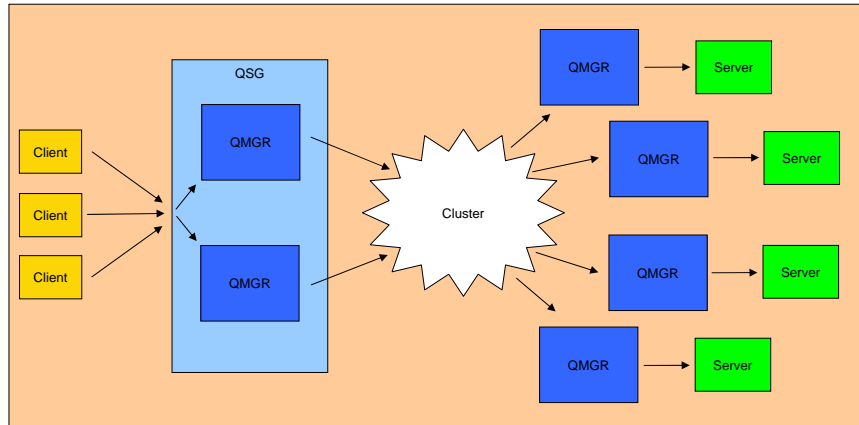 QSG
Client
Client
Client
QMGR
QMGR
Cluster
QMGR
Server
QMGR
Server
QMGR
Server
QMGR
Server